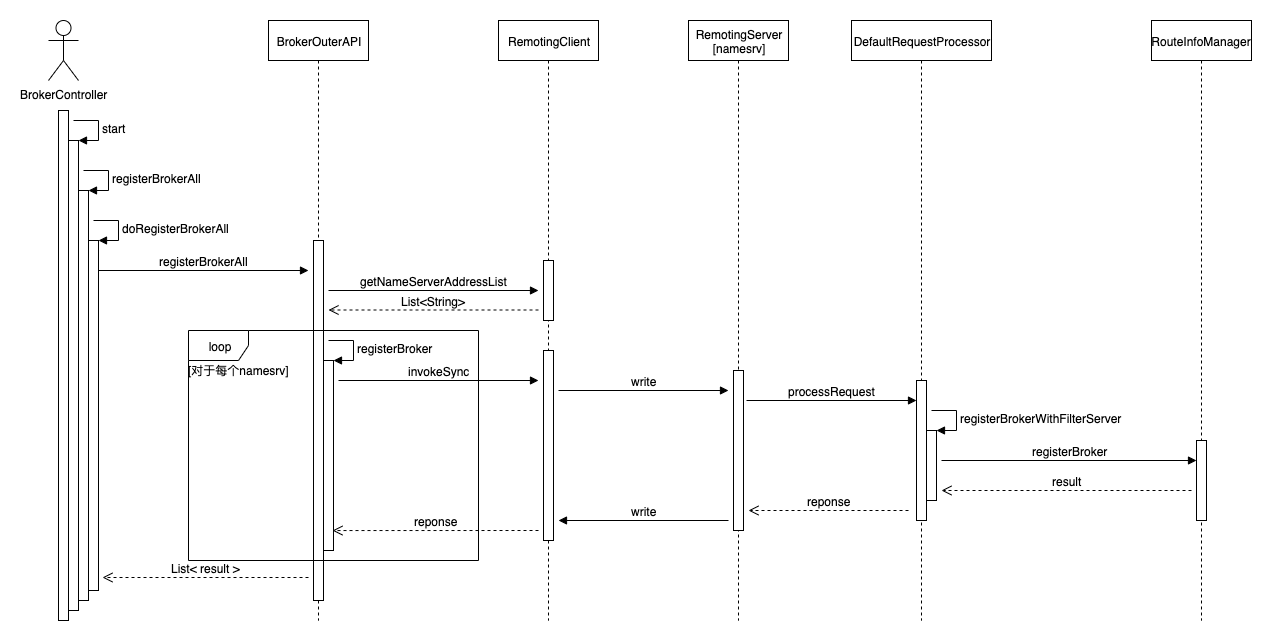 BrokerController
BrokerOuterAPI
RemotingClient
RemotingServer
[namesrv]
DefaultRequestProcessor
RouteInfoManager
start
registerBrokerAll
doRegisterBrokerAll
registerBrokerAll
getNameServerAddressList
List<String>
loop
[对于每个namesrv]
registerBroker
invokeSync
write
processRequest
registerBrokerWithFilterServer
registerBroker
result
reponse
write
reponse
List< result >